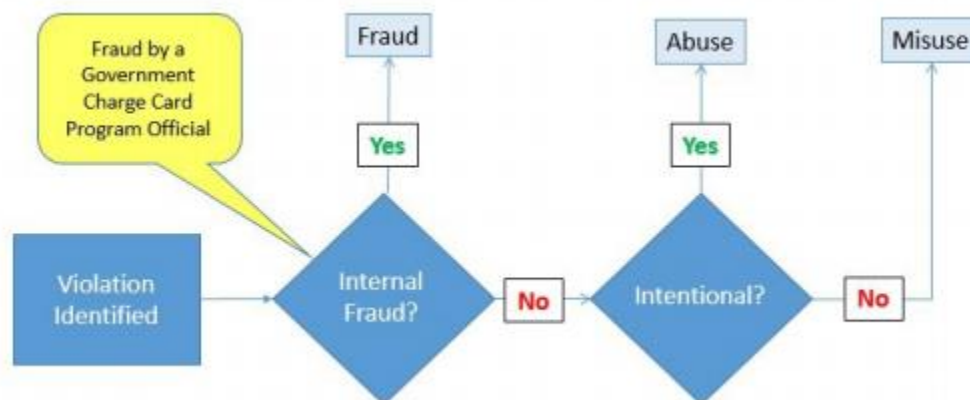 Fraud by a
Government
Charge Card
Program Official
Fraud
Abuse
Misuse
Yes
Yes
Violation
Identified
Internal
Fraud?
No
Intentional?
No